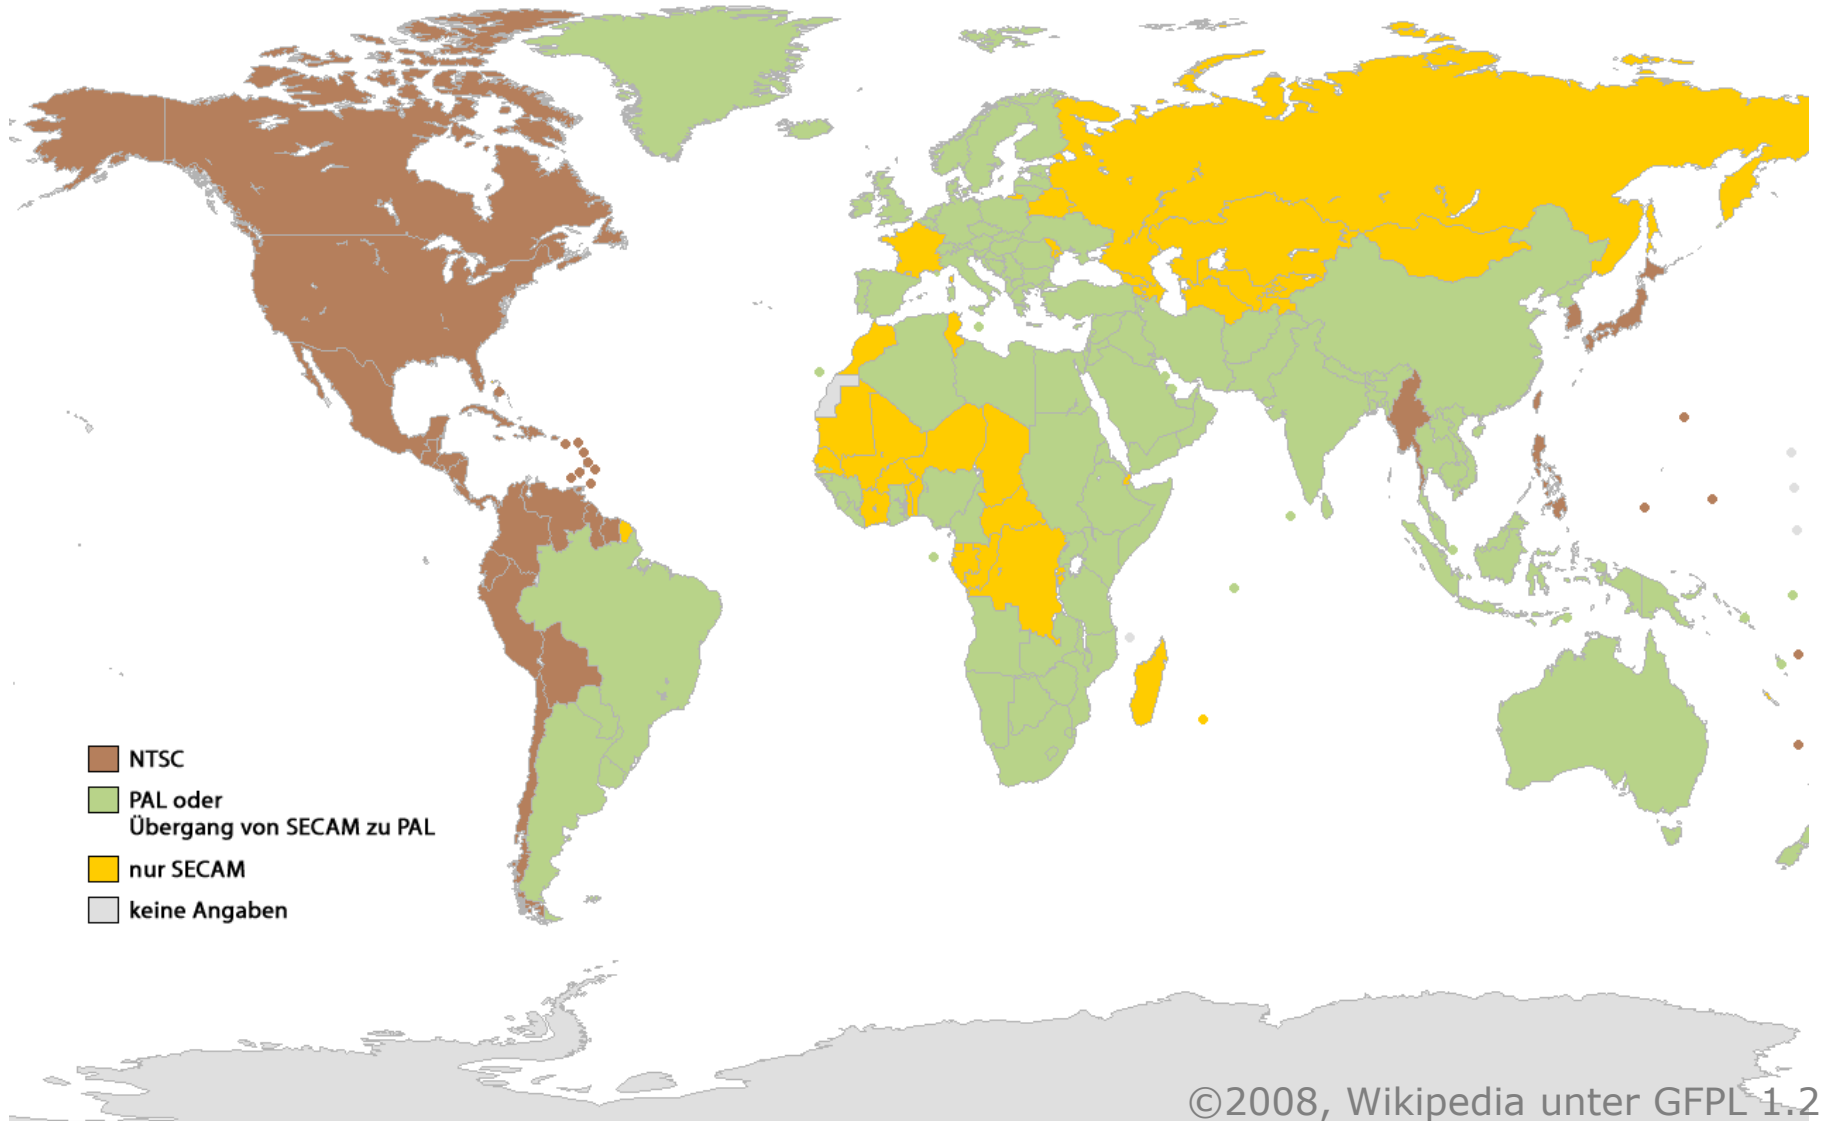 NTSC
PAL oder
Übergang von SECAM zu PAL
nur SECAM
keine Angaben
©2008, Wikipedia unter GFPL 1.2